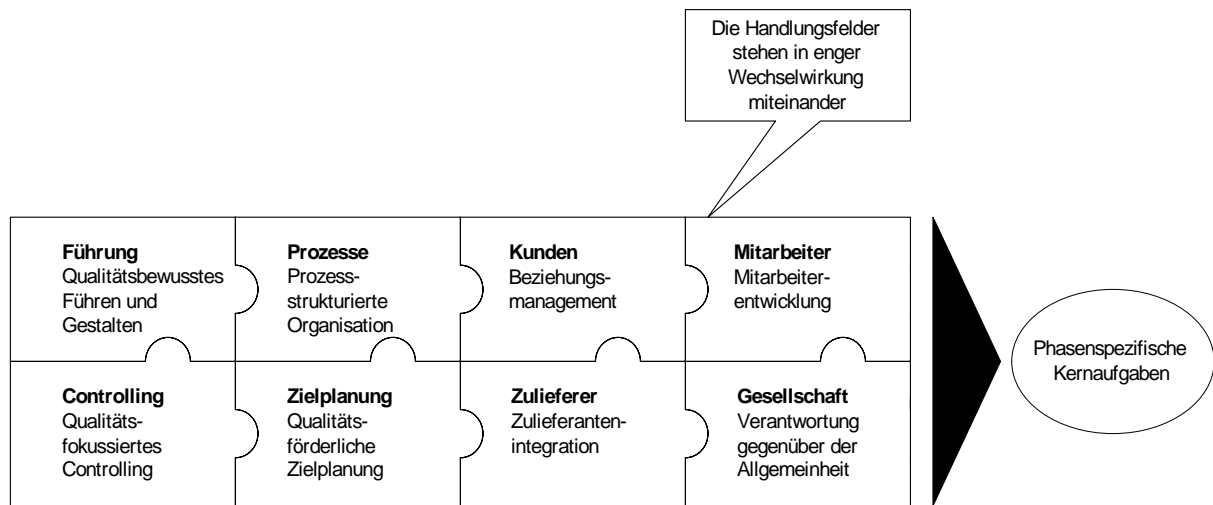 Die Handlungsfelder
stehen in enger
Wechselwirkung
miteinander
Führung
Qualitätsbewusstes
Führen und
Gestalten
Prozesse
Prozess-
strukturierte
Organisation
Kunden
Beziehungs-
management
Mitarbeiter
Mitarbeiter-
entwicklung
Controlling
Qualitäts-
fokussiertes
Controlling
Zielplanung
Qualitäts-
förderliche
Zielplanung
Zulieferer
Zulieferanten-
integration
Gesellschaft
Verantwortung
gegenüber der
Allgemeinheit
Phasenspezifische
Kernaufgaben